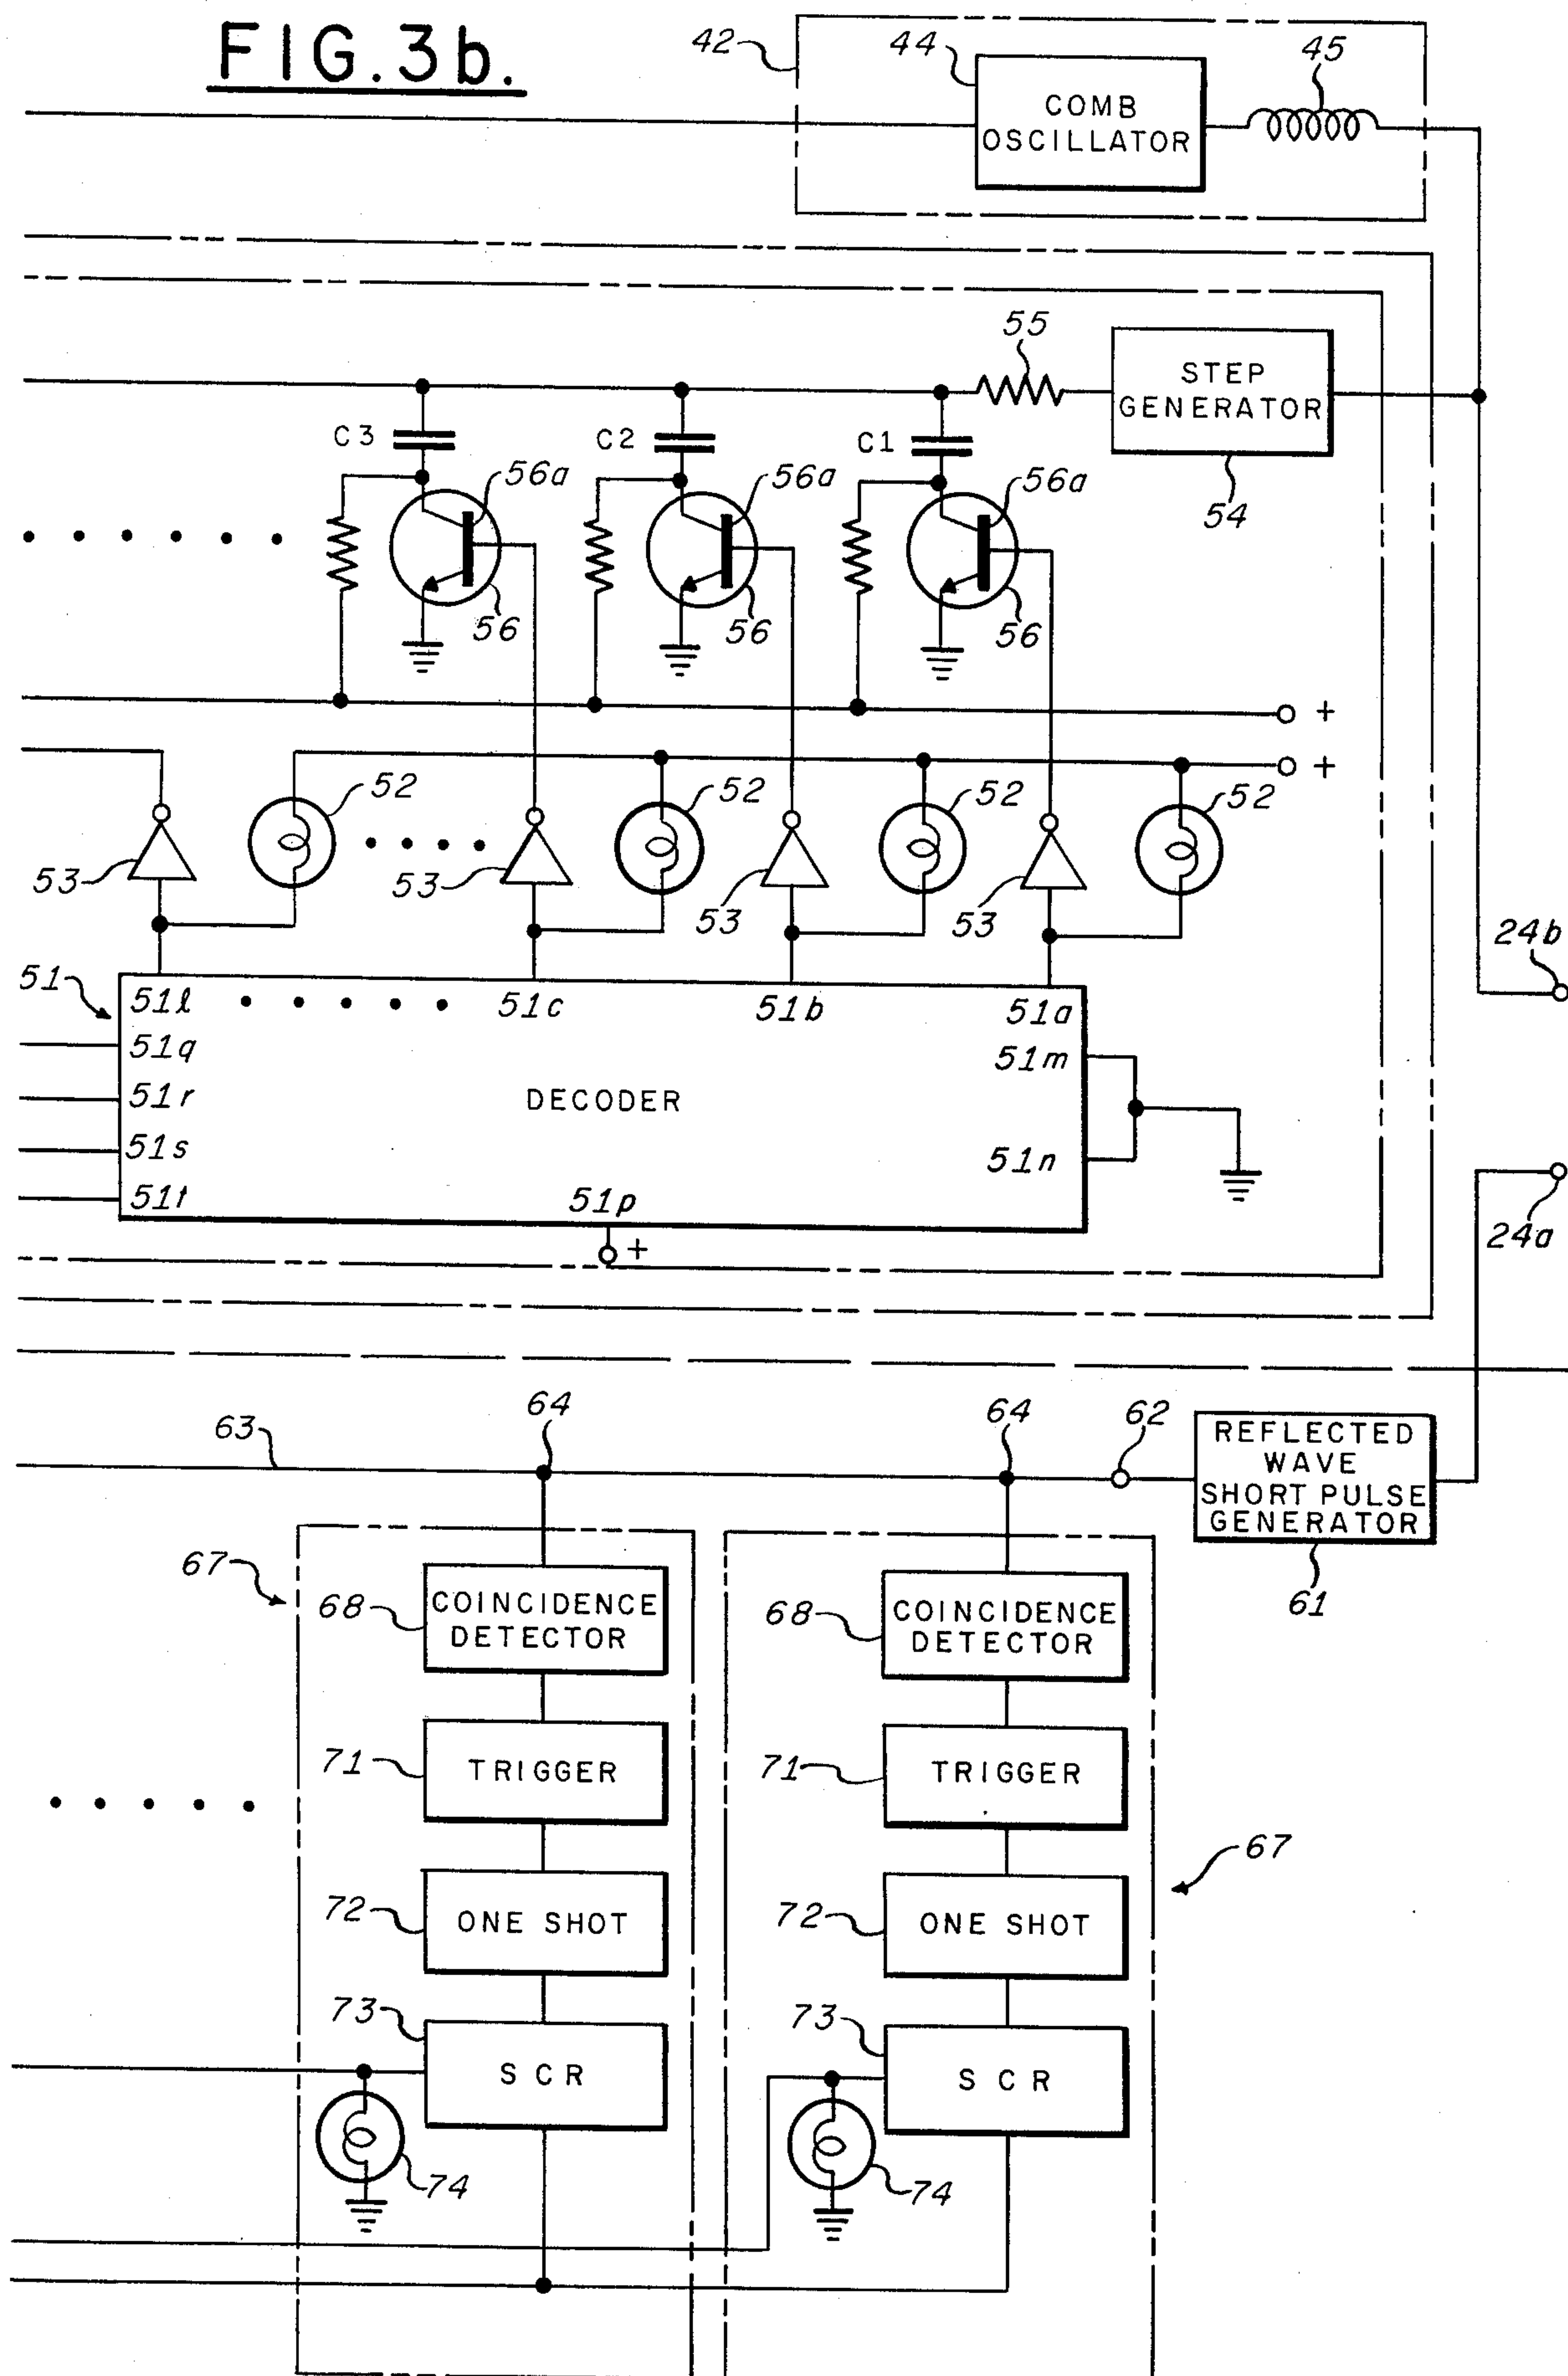 FIG.3b.
42
44
45
COMB
OSCILLATOR
55
STEP
GENERATOR
54
C3
C2
C1
56a
56a
56a
56
56
56
+
+
52
52
52
52
53
53
53
53
24b
51
51l
51c
51b
51a
51q
51m
51r
DECODER
51s
51n
51t
51p
+
24a
63
64
64
62
REFLECTED
WAVE
SHORT PULSE
GENERATOR
61
67
68
COINCIDENCE
DETECTOR
68
COINCIDENCE
DETECTOR
71
TRIGGER
71
TRIGGER
67
72
ONE SHOT
72
ONE SHOT
73
SCR
73
SCR
74
74